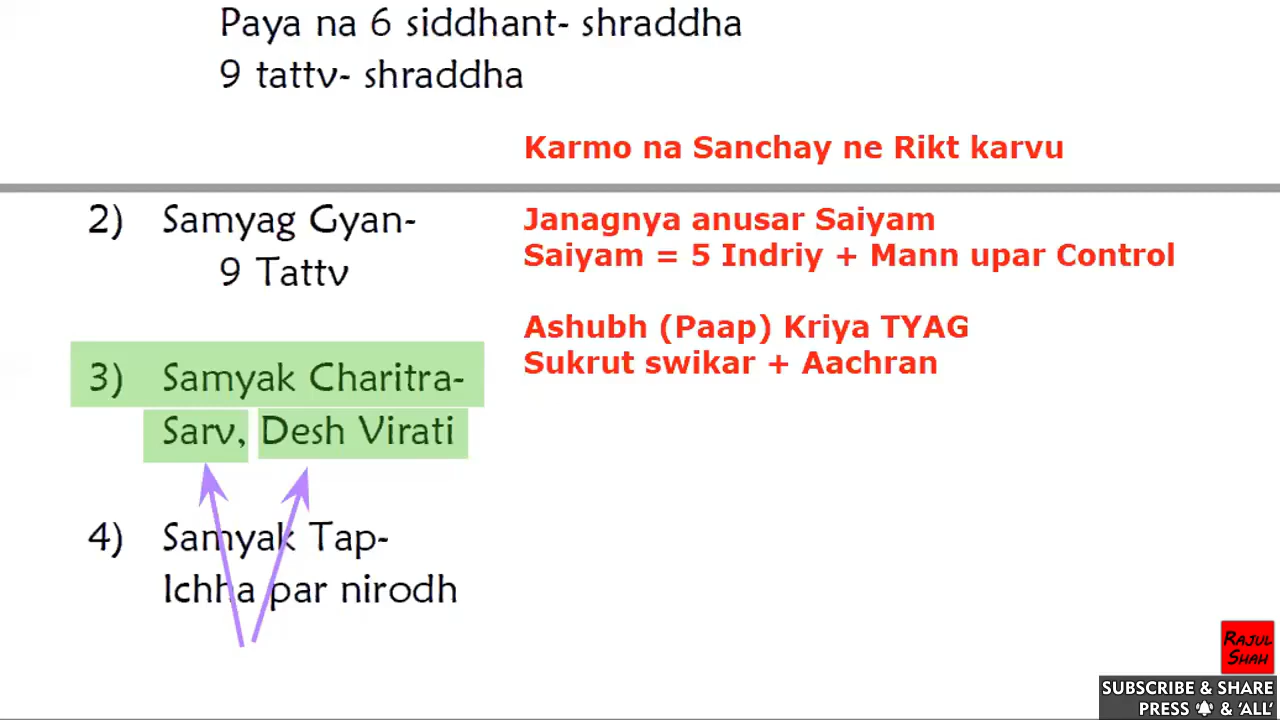 Paya na 6 siddhant- shraddha
9 tattv- shraddha
Karmo na Sanchay ne Rikt karvu
2) Samyag Gyan-
9 Tattv
Janagnya anusar Saiyam
Saiyam = 5 Indriy + Mann upar Control
Ashubh (Paap) Kriya TYAG
Sukrut swikar + Aachran
3) Samyak Charitra-
Sarv, Desh Virati
4) Samyak Tap-
Ichha par nirodh
RAJUL
SHAH
SUBSCRIBE & SHARE
PRESS & ‘ALL’